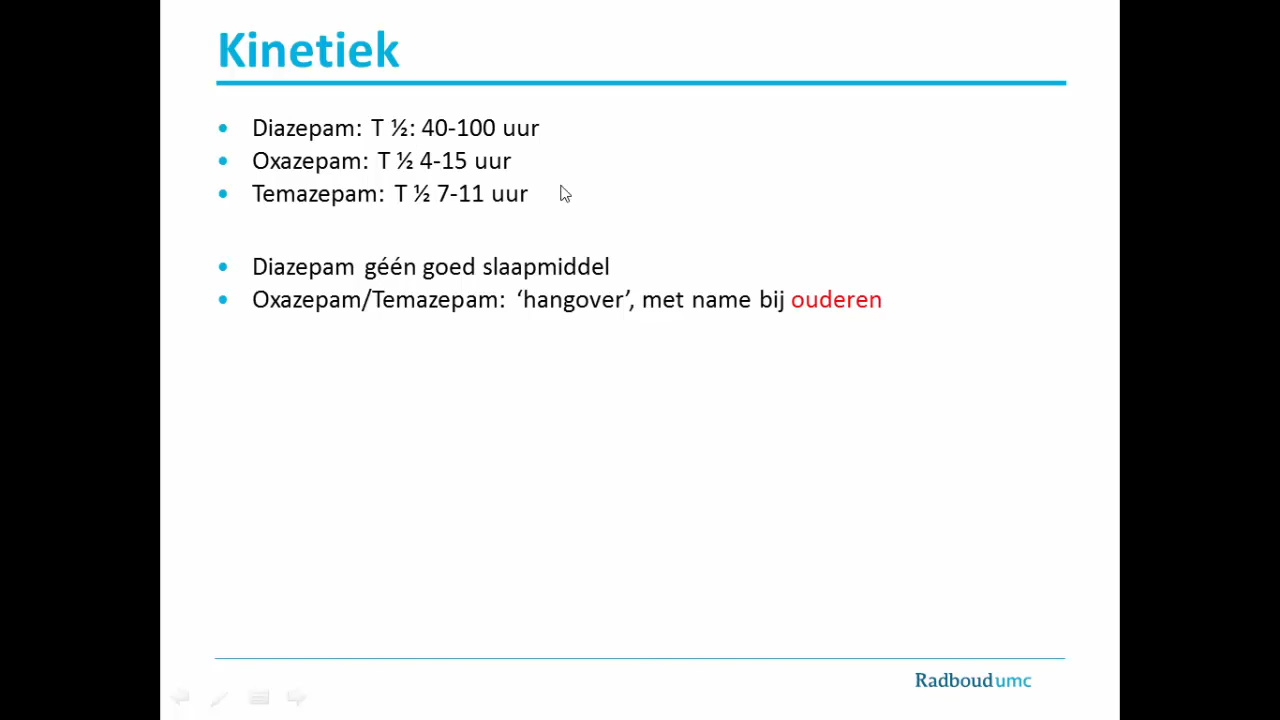 Kinetiek
• Diazepam: T ½: 40-100 uur
• Oxazepam: T ½ 4-15 uur
• Temazepam: T ½ 7-11 uur
• Diazepam géén goed slaapmiddel
• Oxazepam/Temazepam: ‘hangover’, met name bij ouderen
Radboudumc